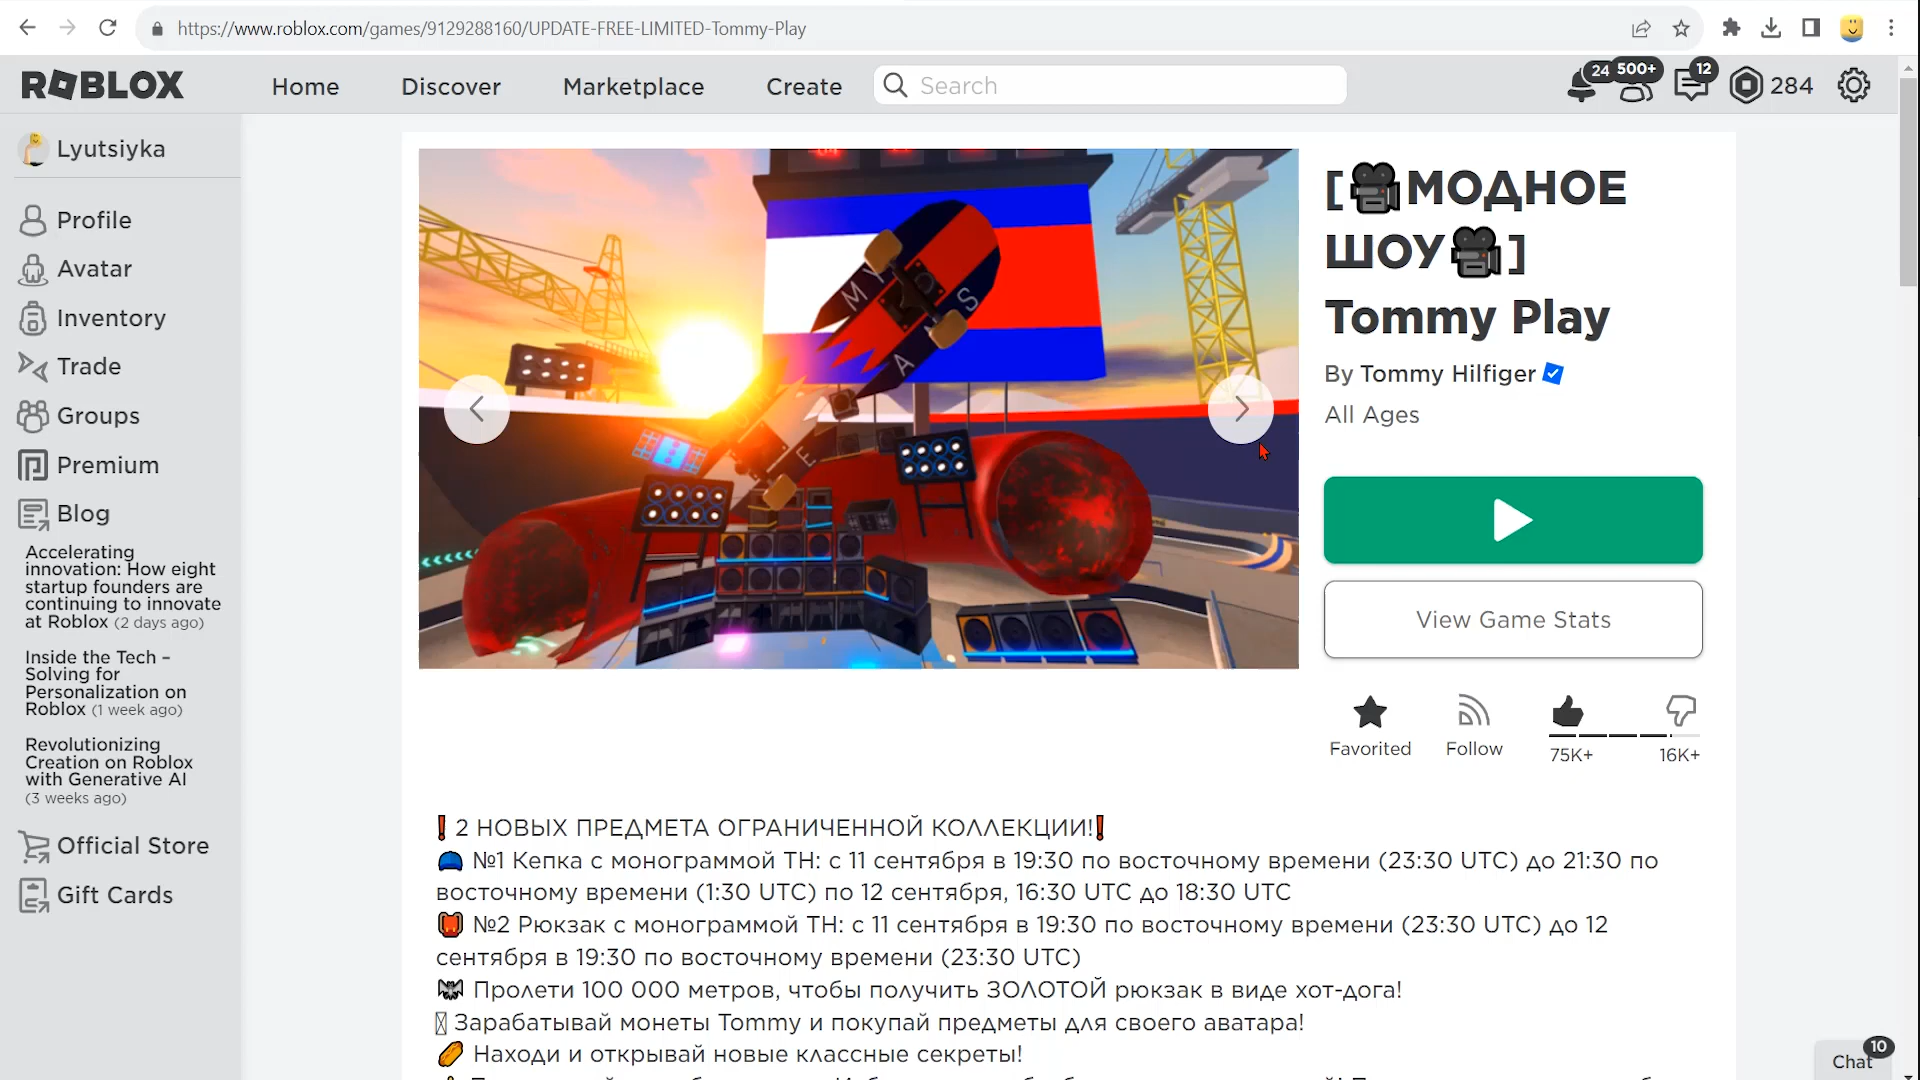 https://www.roblox.com/games/9129288160/UPDATE-FREE-LIMITED-Tommy-Play
ROBLOX
Home
Discover
Marketplace
Create
Search
24
500+
12
284
Lyutsiyka
Profile
Avatar
Inventory
Trade
Groups
Premium
Blog
Accelerating
innovation: How eight
startup founders are
continuing to innovate
at Roblox (2 days ago)
Inside the Tech –
Solving for
Personalization on
Roblox (1 week ago)
Revolutionizing
Creation on Roblox
with Generative AI
(3 weeks ago)
Official Store
Gift Cards
[🎥МОДНОЕ
ШОУ🎥]
Tommy Play
By Tommy Hilfiger
All Ages
View Game Stats
Favorited
Follow
75K+
16K+
❗2 НОВЫХ ПРЕДМЕТА ОГРАНИЧЕННОЙ КОЛЛЕКЦИИ!❗
🧢 №1 Кепка с монограммой TH: с 11 сентября в 19:30 по восточному времени (23:30 UTC) до 21:30 по
восточному времени (1:30 UTC) по 12 сентября, 16:30 UTC до 18:30 UTC
🎒 №2 Рюкзак с монограммой TH: с 11 сентября в 19:30 по восточному времени (23:30 UTC) до 12
сентября в 19:30 по восточному времени (23:30 UTC)
🦇 Пролети 100 000 метров, чтобы получить ЗОЛОТОЙ рюкзак в виде хот-дога!
Зарабатывай монеты Tommy и покупай предметы для своего аватара!
Находи и открывай новые классные секреты!
Chat
10